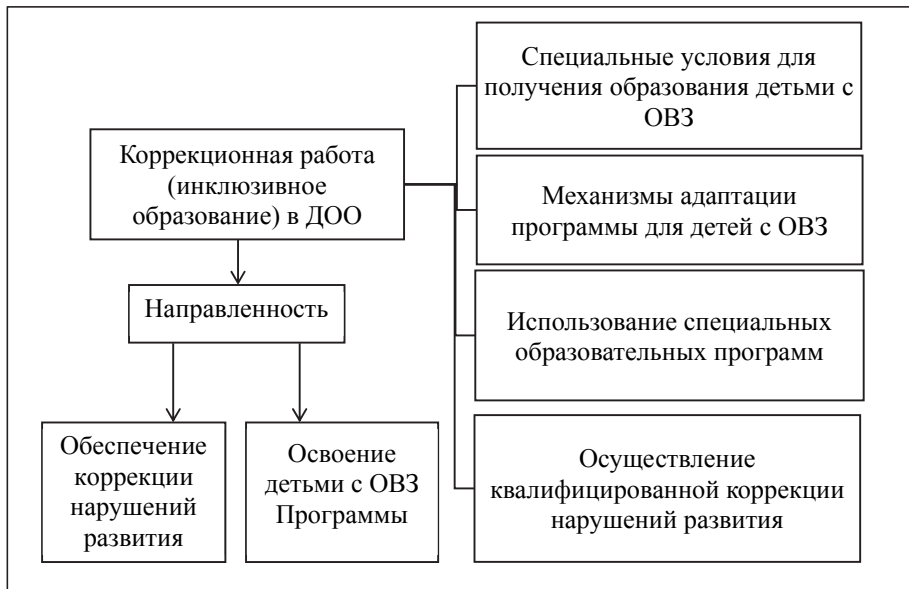 Коррекционная работа
(инклюзивное
образование) в ДОО
Направленность
Обеспечение
коррекции
нарушений
развития
Освоение
детьми с ОВЗ
Программы
Специальные условия для
получения образования детьми с
ОВЗ
Механизмы адаптации
программы для детей с ОВЗ
Использование специальных
образовательных программ
Осуществление
квалифицированной коррекции
нарушений развития